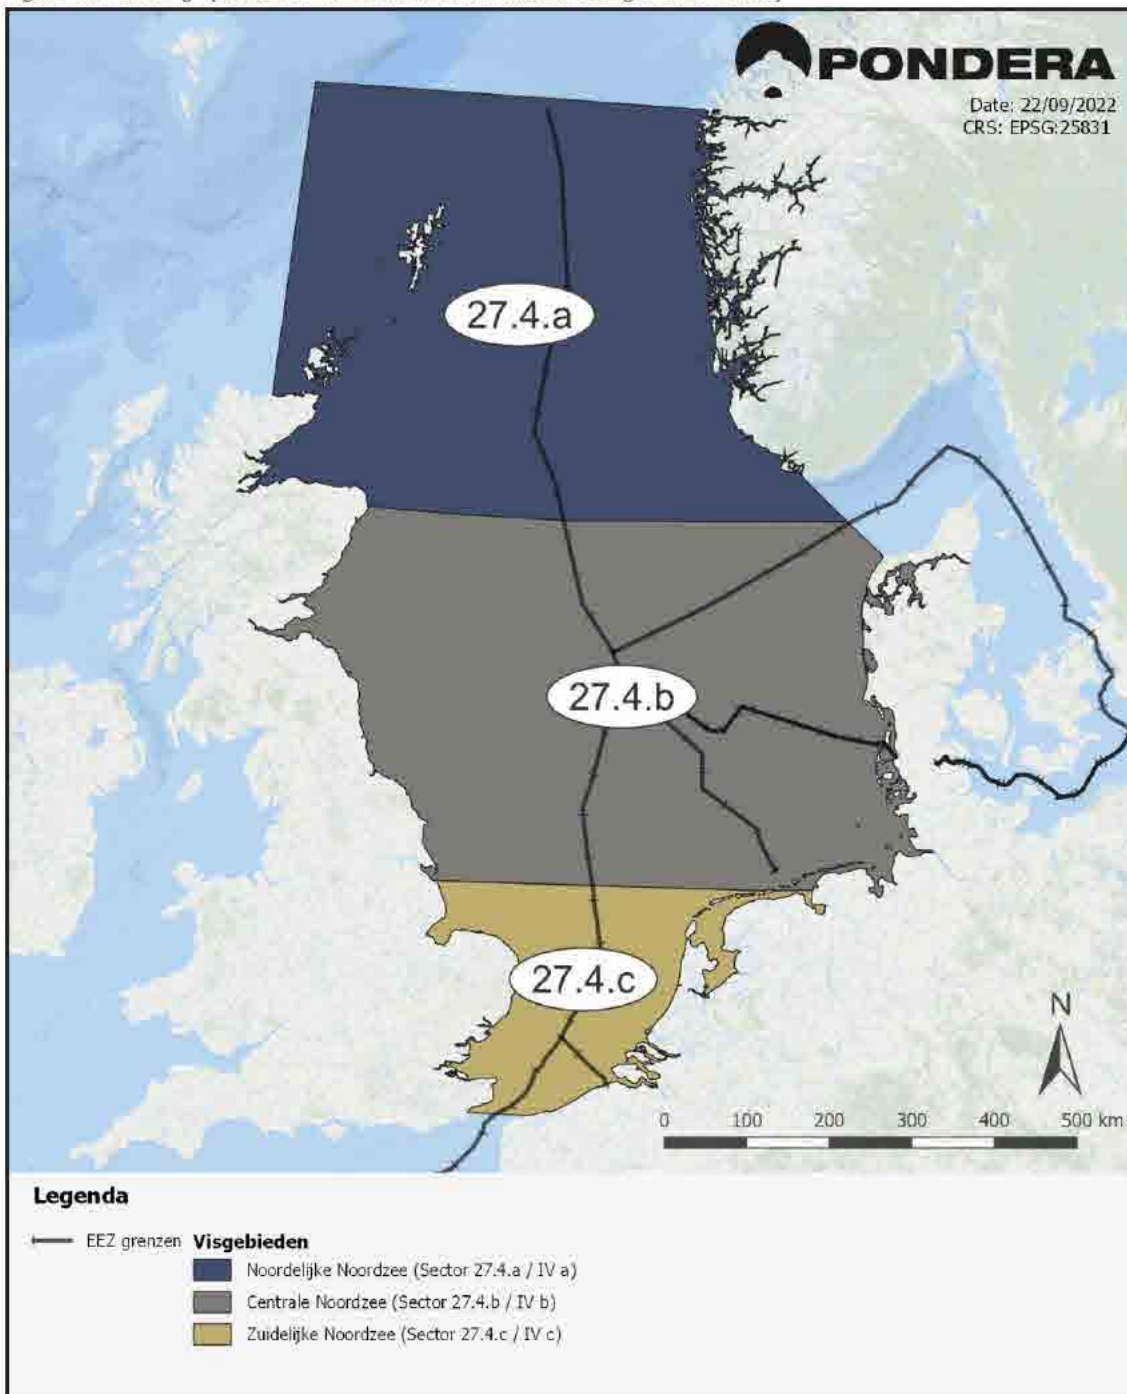 PONDERA
Date: 22/09/2022
CRS: EPSG:25831
27.4.a
27.4.b
27.4.c
N
0 100 200 300 400 500 km
Legenda
EEZ grenzen Visgebieden
Noordelijke Noordzee (Sector 27.4.a / IV a)
Centrale Noordzee (Sector 27.4.b / IV b)
Zuidelijke Noordzee (Sector 27.4.c / IV c)